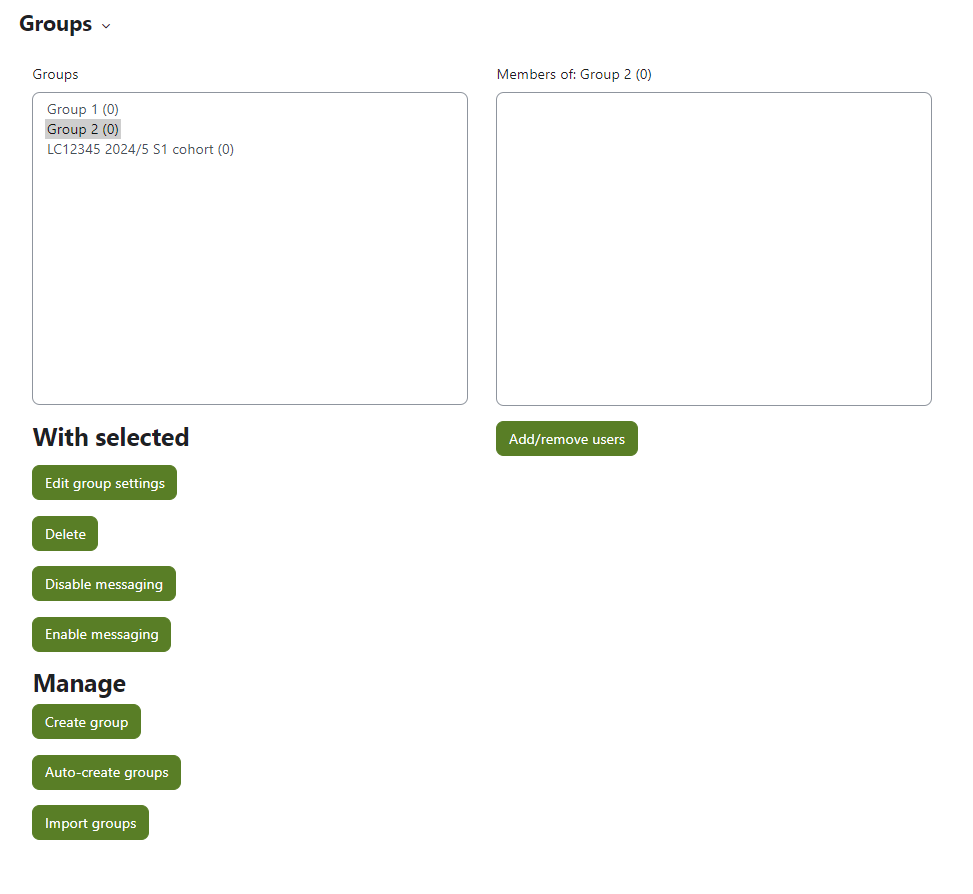 Groups
Groups
Group 1 (0)
Group 2 (0)
LC12345 2024/5 S1 cohort (0)
Members of: Group 2 (0)
Add/remove users
With selected
Edit group settings
Delete
Disable messaging
Enable messaging
Manage
Create group
Auto-create groups
Import groups